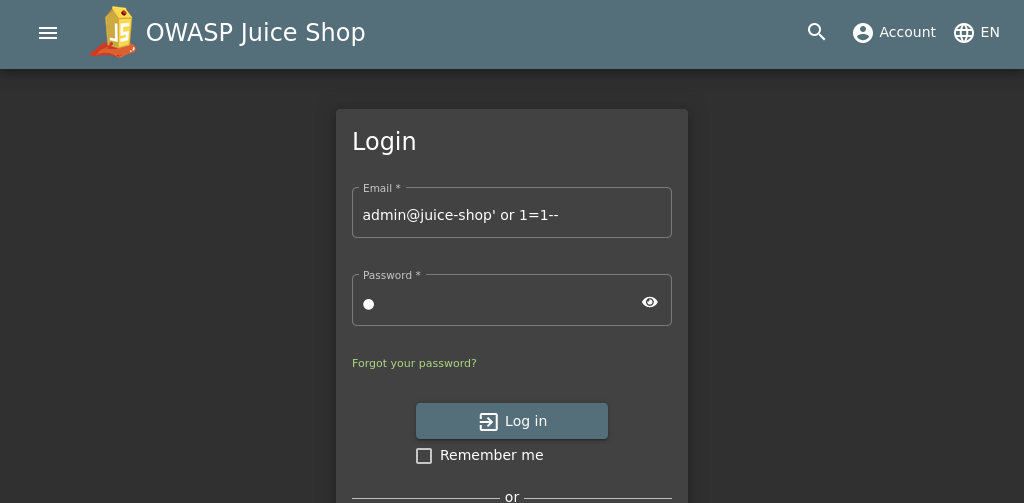 OWASP Juice Shop
Account
EN
Login
Email *
admin@juice-shop' or 1=1--
Password *
Forgot your password?
Log in
Remember me
or